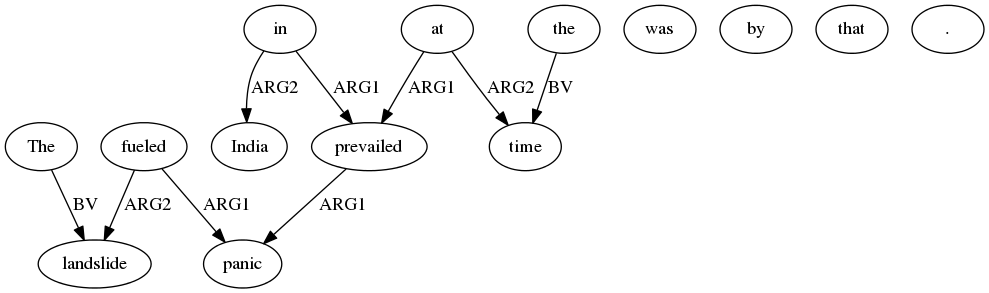 in at the was by that .
ARG2 ARG1 ARG1 ARG2 BV
The fueled India prevailed time
BV ARG2 ARG1 ARG1
landslide panic